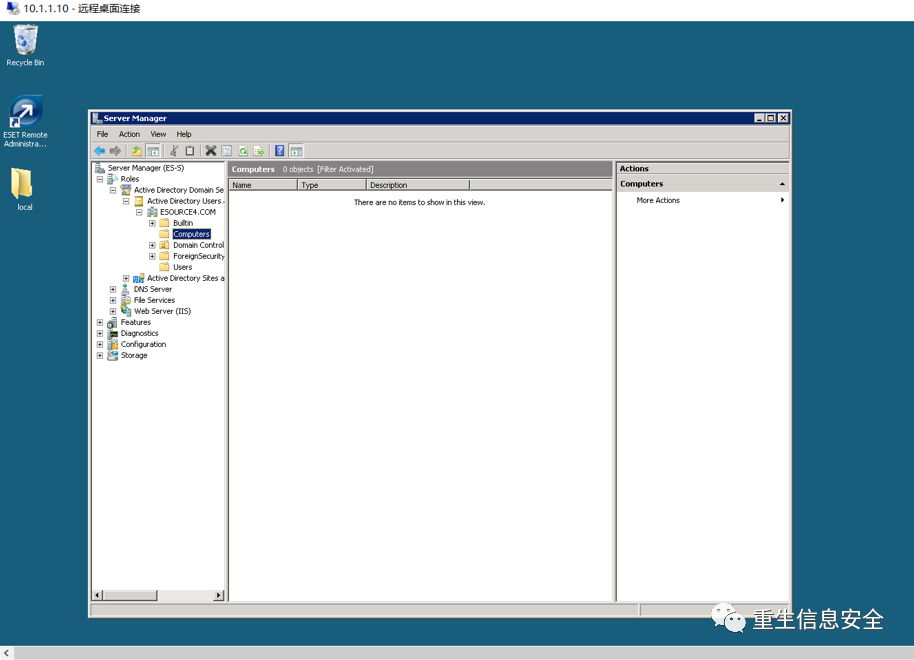 10.1.1.10 - 远程桌面连接
Recycle Bin
ESET Remote
Administra...
local
Server Manager
File Action View Help
Server Manager (ES-S)
Roles
Active Directory Domain Se
Active Directory Users
ESOURCE4.COM
Builtin
Computers
Domain Control
ForeignSecurity
Users
Active Directory Sites a
DNS Server
File Services
Web Server (IIS)
Features
Diagnostics
Configuration
Storage
Computers 0 objects [Filter Activated]
Name Type Description
There are no items to show in this view.
Actions
Computers
More Actions
重生信息安全